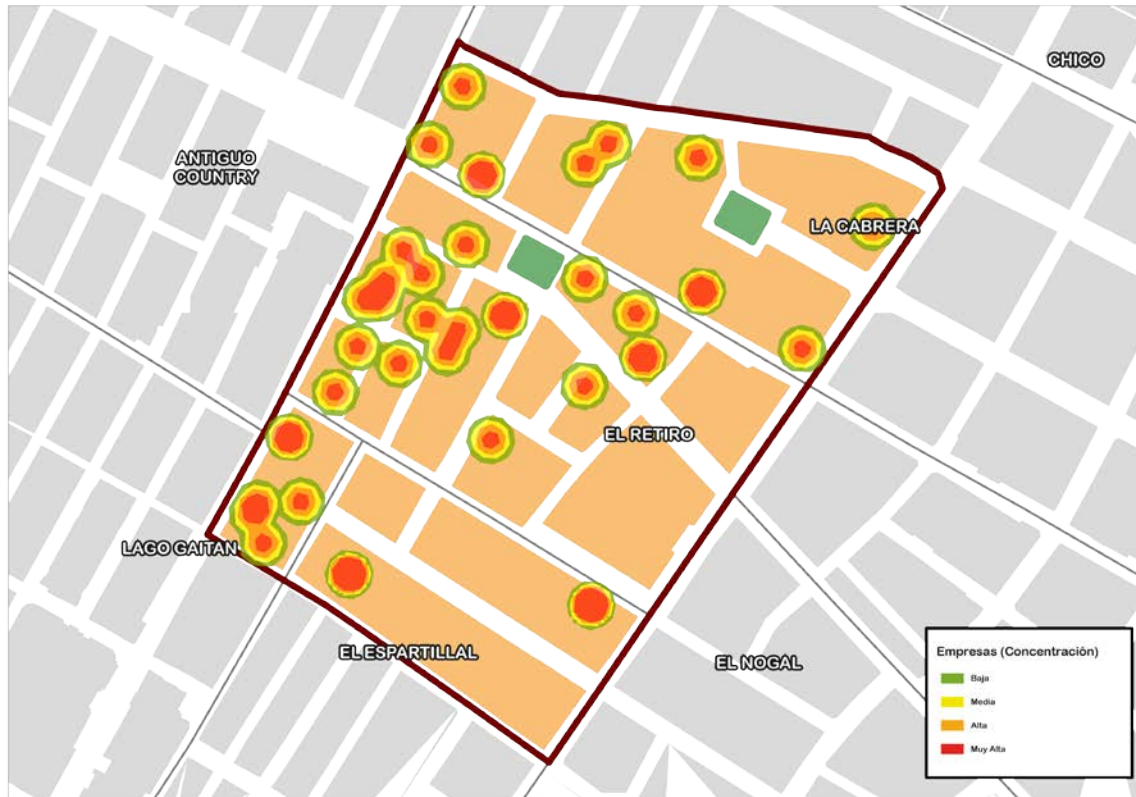 CHICO
ANTIGUO
COUNTRY
LA CABRERA
EL RETIRO
LAGO GAITAN
EL ESPARTILLAL
EL NOGAL
Empresas (Concentración)
Baja
Media
Alta
Muy Alta